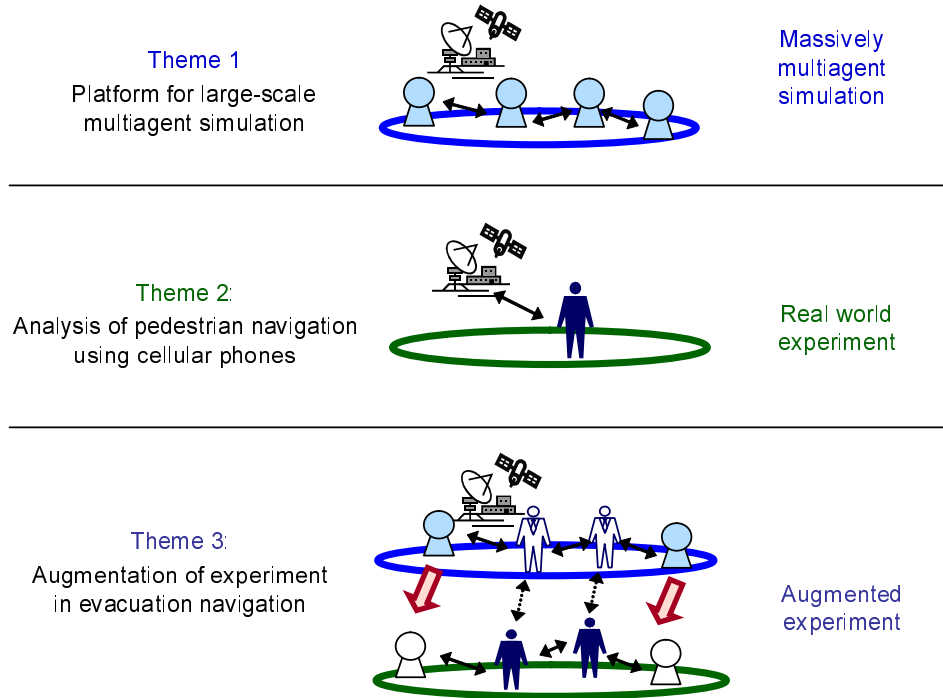 Theme 1
Platform for large-scale
multiagent simulation
Massively
multiagent
simulation
Theme 2:
Analysis of pedestrian navigation
using cellular phones
Real world
experiment
Theme 3:
Augmentation of experiment
in evacuation navigation
Augmented
experiment